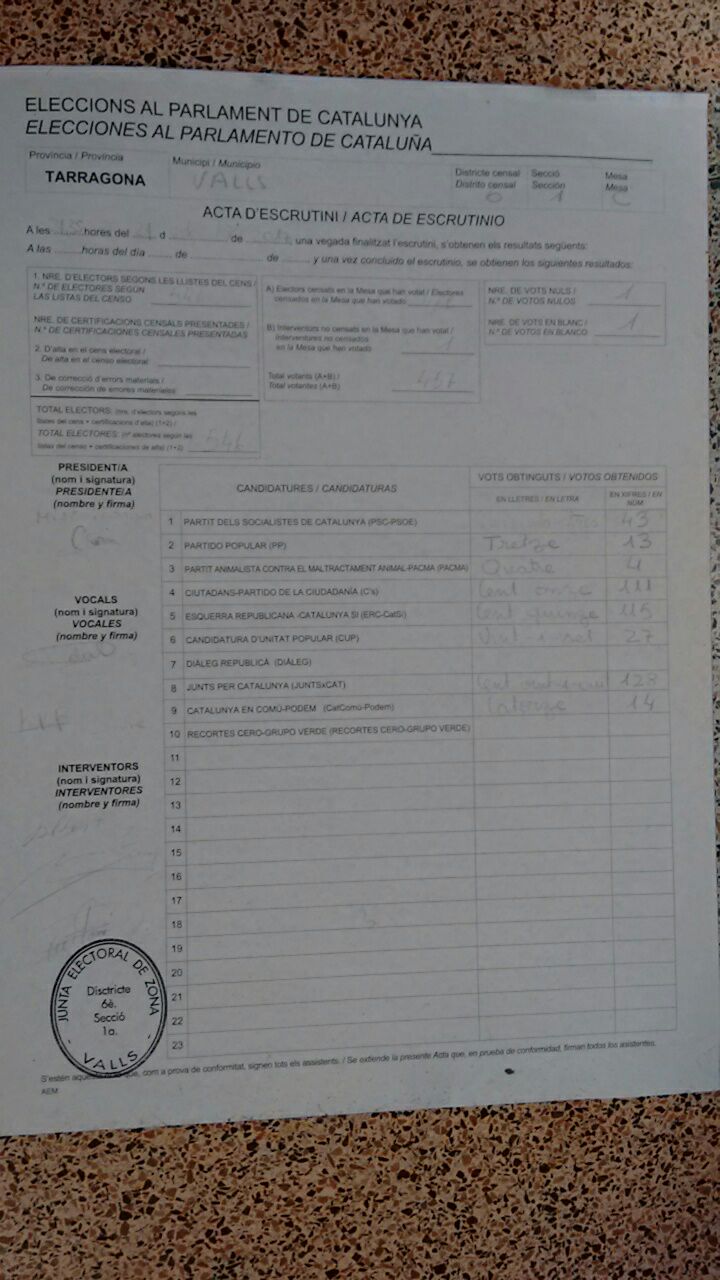 ELECCIONS AL PARLAMENT DE CATALUNYA
ELECCIONES AL PARLAMENTO DE CATALUÑA
Provincia / Provincia
TARRAGONA
Municipi / Municipio
VALLS
Districte censal
Distrito censal
Secció
Sección
1
Mesa
Mesa
C
ACTA D'ESCRUTINI / ACTA DE ESCRUTINIO
A les hores del d de una vegada finalitzat l'escrutini, s'obtenen els resultats següents:
A las ......horas del día ...... de ............ de ...... y una vez concluido el escrutinio, se obtienen los siguientes resultados:
1. NRE. D'ELECTORS SEGONS LES LLISTES DEL CENS /
N.º DE ELECTORES SEGÚN
LAS LISTAS DEL CENSO
NRE. DE CERTIFICACIONS CENSALS PRESENTADES /
N.º DE CERTIFICACIONES CENSALES PRESENTADAS
2. D'alta en el cens electoral /
De alta en el censo electoral
3. De correcció d'errors materials /
De corrección de errores materiales
TOTAL ELECTORS: (nre. d'electors segons les
llistes del cens + certificacions d'alta) (1+2) /
TOTAL ELECTORES: (nº electores según las
listas del censo + certificaciones de alta) (1+2)
546
A) Electors censats en la Mesa que han votat / Electores
censados en la Mesa que han votado
B) Interventors no censats en la Mesa que han votat /
Interventores no censados
en la Mesa que han votado
1
Total votants (A+B) /
Total votantes (A+B)
457
NRE. DE VOTS NULS /
N.º DE VOTOS NULOS
1
NRE. DE VOTS EN BLANC /
N.º DE VOTOS EN BLANCO
1
PRESIDENT/A
(nom i signatura)
PRESIDENTE/A
(nombre y firma)
VOCALS
(nom i signatura)
VOCALES
(nombre y firma)
INTERVENTORS
(nom i signatura)
INTERVENTORES
(nombre y firma)
CANDIDATURES / CANDIDATURAS
VOTS OBTINGUTS / VOTOS OBTENIDOS
EN LLETRES / EN LETRA
EN XIFRES / EN NÚM
1 PARTIT DELS SOCIALISTES DE CATALUNYA (PSC-PSOE) 43
2 PARTIDO POPULAR (PP) Tretze 13
3 PARTIT ANIMALISTA CONTRA EL MALTRACTAMENT ANIMAL-PACMA (PACMA) Quatre 4
4 CIUTADANS-PARTIDO DE LA CIUDADANÍA (C's) Cent onze 111
5 ESQUERRA REPUBLICANA -CATALUNYA SÍ (ERC-CatSí) Cent quinze 115
6 CANDIDATURA D'UNITAT POPULAR (CUP) Vint i set 27
7 DIÀLEG REPUBLICÀ (DIÀLEG)
8 JUNTS PER CATALUNYA (JUNTSxCAT) Cent 128
9 CATALUNYA EN COMÚ-PODEM (CatComú-Podem) Catorze 14
10 RECORTES CERO-GRUPO VERDE (RECORTES CERO-GRUPO VERDE)
11
12
13
14
15
16
17
18
19
20
21
22
23
JUNTA ELECTORAL DE ZONA
Disctricte
6è.
Secció
1a.
- VALLS -
S'estén aquesta que, com a prova de conformitat, signen tots els assistents. / Se extiende la presente Acta que, en prueba de conformidad, firman todos los asistentes.
AEM